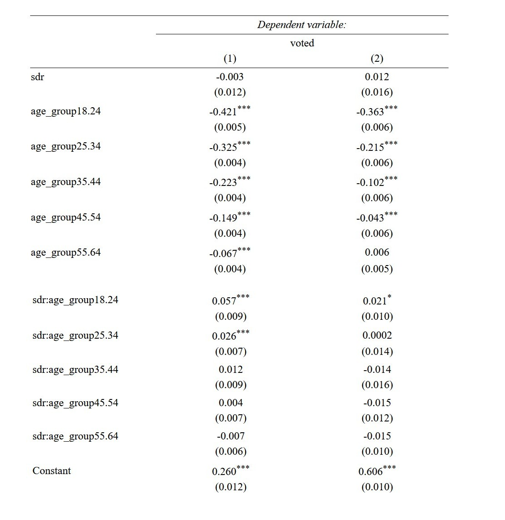 Dependent variable:
voted
(1) (2)
sdr -0.003 0.012
(0.012) (0.016)
age_group18.24 -0.421*** -0.363***
(0.005) (0.006)
age_group25.34 -0.325*** -0.215***
(0.004) (0.006)
age_group35.44 -0.223*** -0.102***
(0.004) (0.006)
age_group45.54 -0.149*** -0.043***
(0.004) (0.006)
age_group55.64 -0.067*** 0.006
(0.004) (0.005)
sdr:age_group18.24 0.057*** 0.021*
(0.009) (0.010)
sdr:age_group25.34 0.026*** 0.0002
(0.007) (0.014)
sdr:age_group35.44 0.012 -0.014
(0.009) (0.016)
sdr:age_group45.54 0.004 -0.015
(0.007) (0.012)
sdr:age_group55.64 -0.007 -0.015
(0.006) (0.010)
Constant 0.260*** 0.606***
(0.012) (0.010)